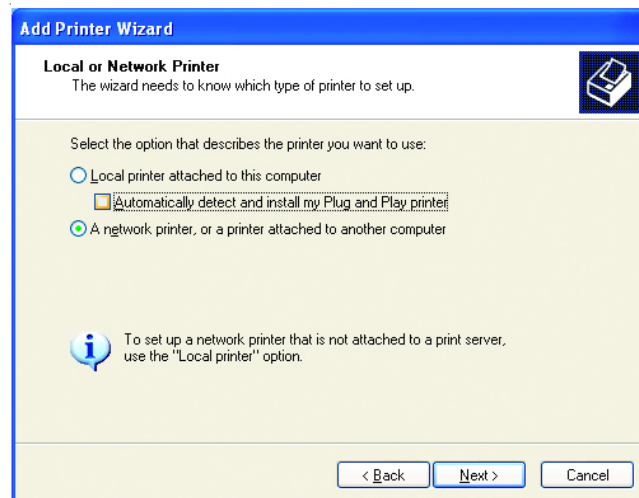 Add Printer Wizard
Local or Network Printer
The wizard needs to know which type of printer to set up.
Select the option that describes the printer you want to use:
Local printer attached to this computer
Automatically detect and install my Plug and Play printer
A network printer, or a printer attached to another computer
To set up a network printer that is not attached to a print server,
use the "Local printer" option.
< Back Next > Cancel